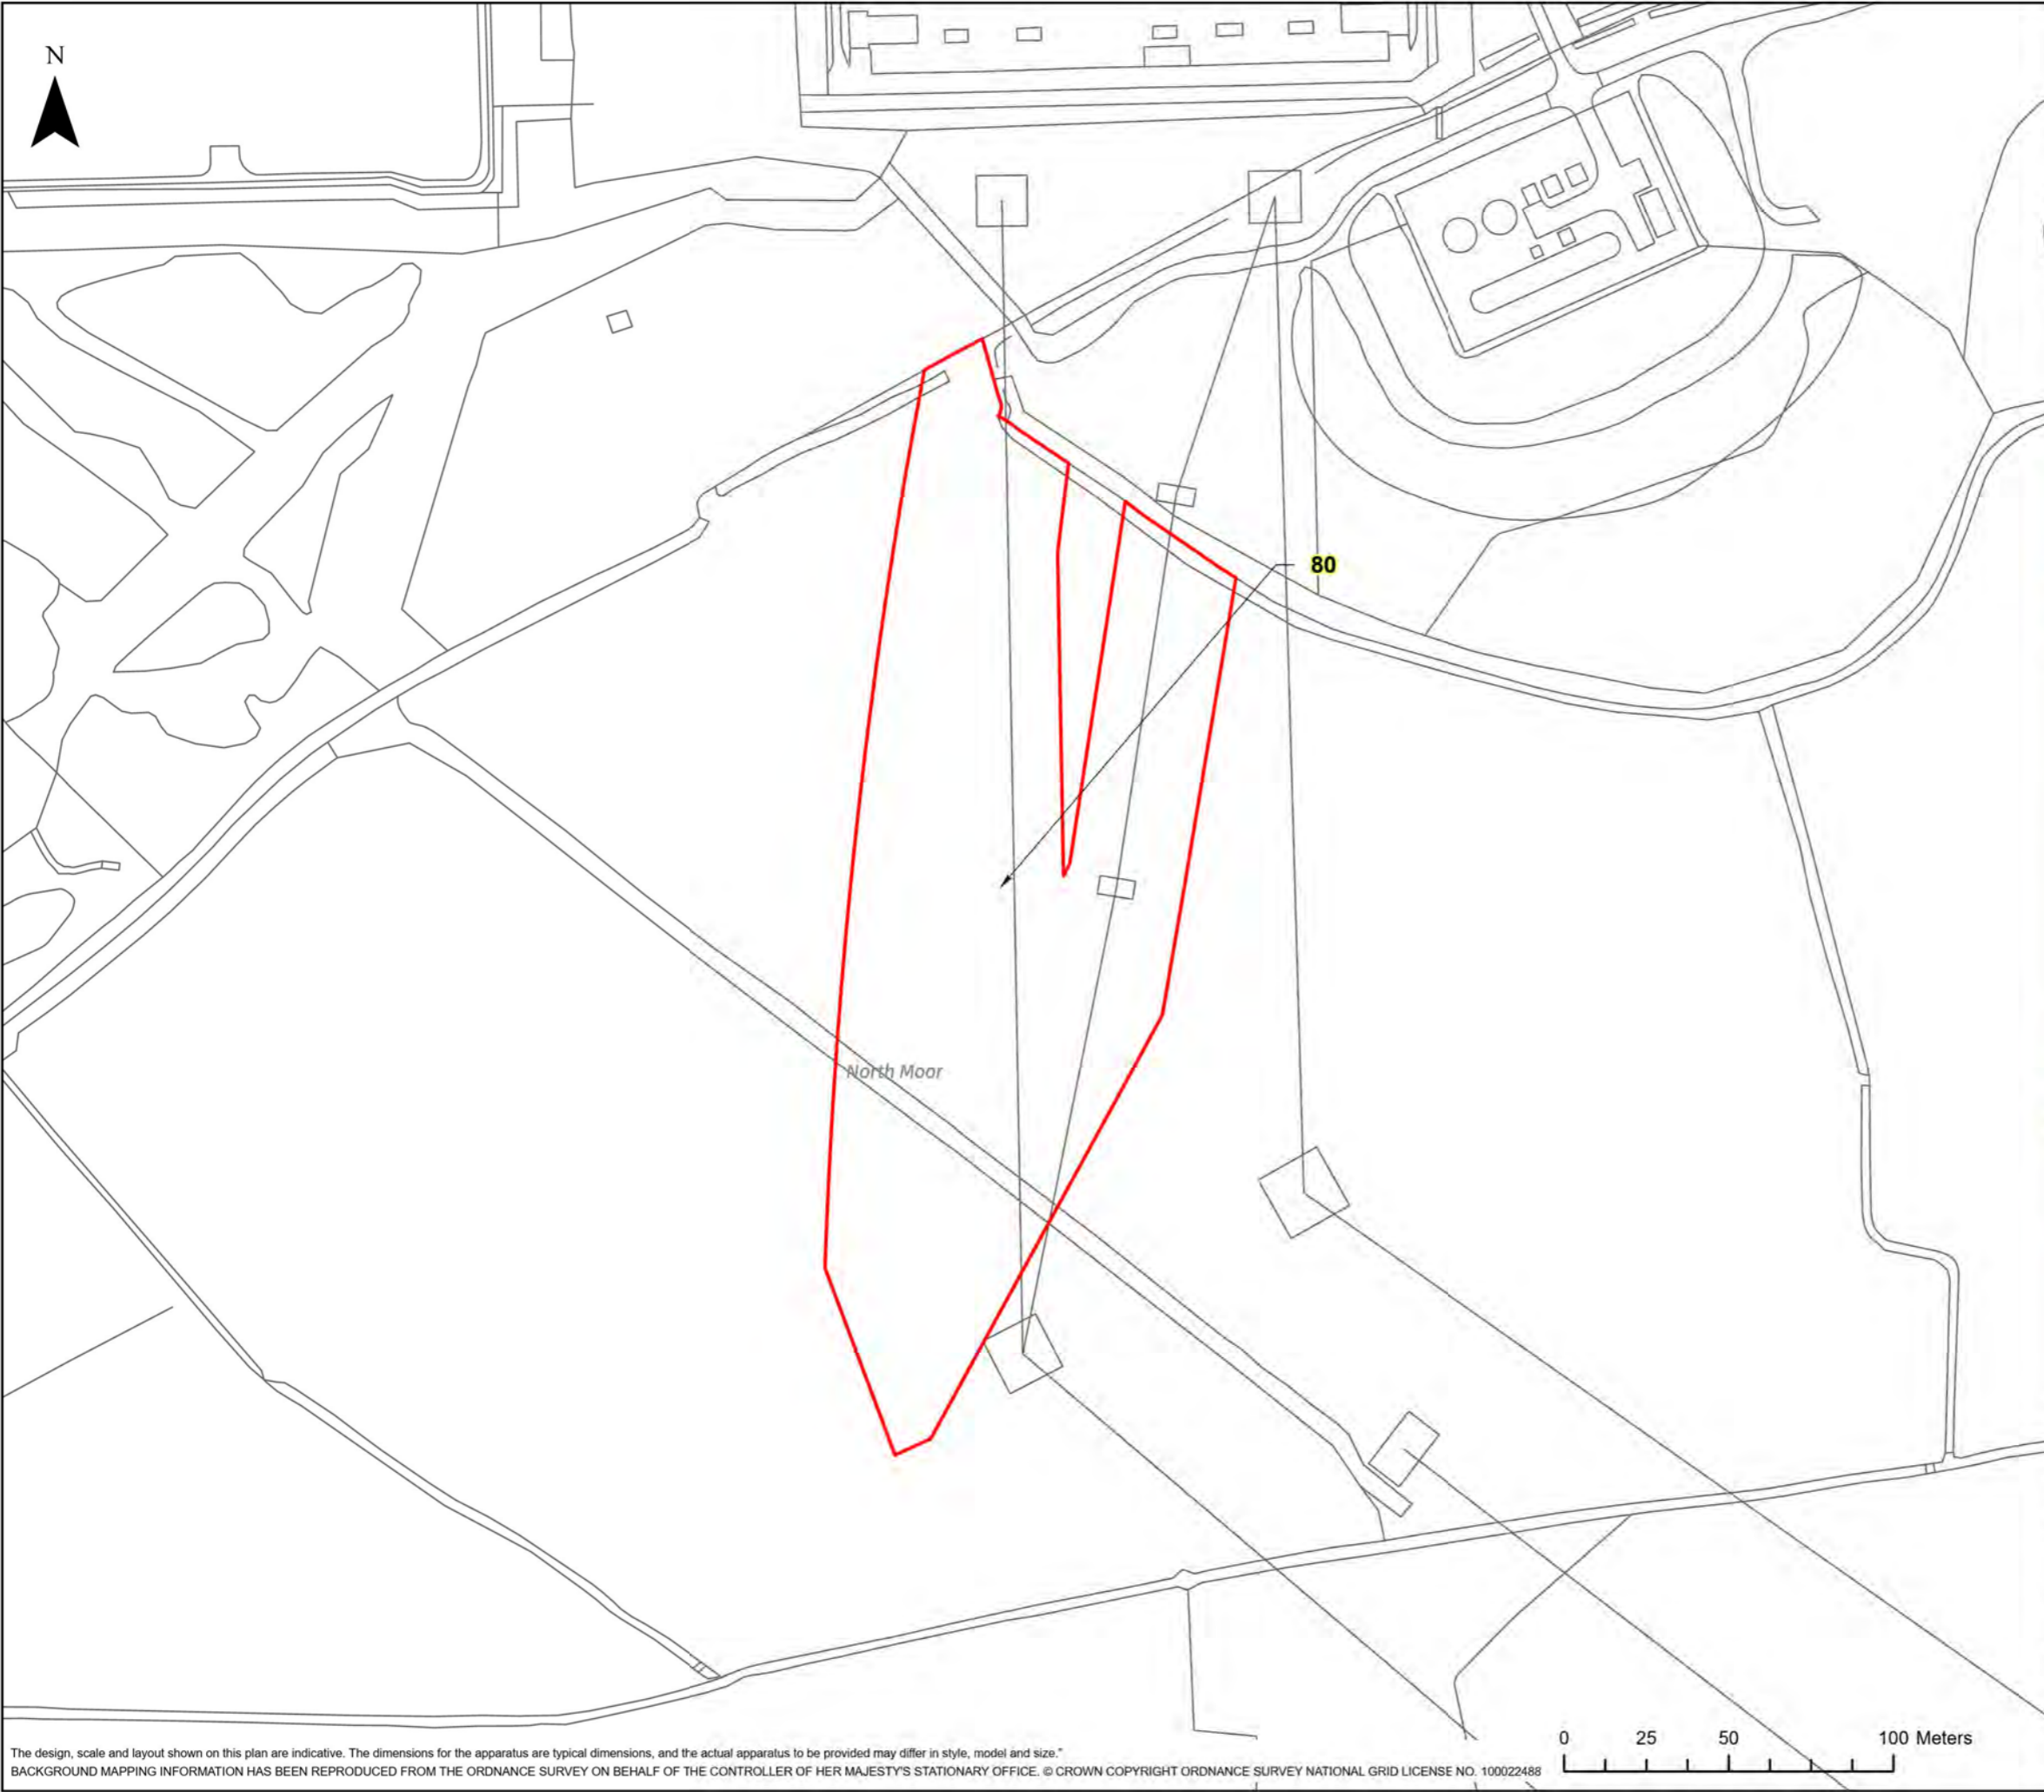 N
80
North Moor
0 25 50 100 Meters
The design, scale and layout shown on this plan are indicative. The dimensions for the apparatus are typical dimensions, and the actual apparatus to be provided may differ in style, model and size."
BACKGROUND MAPPING INFORMATION HAS BEEN REPRODUCED FROM THE ORDNANCE SURVEY ON BEHALF OF THE CONTROLLER OF HER MAJESTY'S STATIONARY OFFICE. © CROWN COPYRIGHT ORDNANCE SURVEY NATIONAL GRID LICENSE NO. 100022488